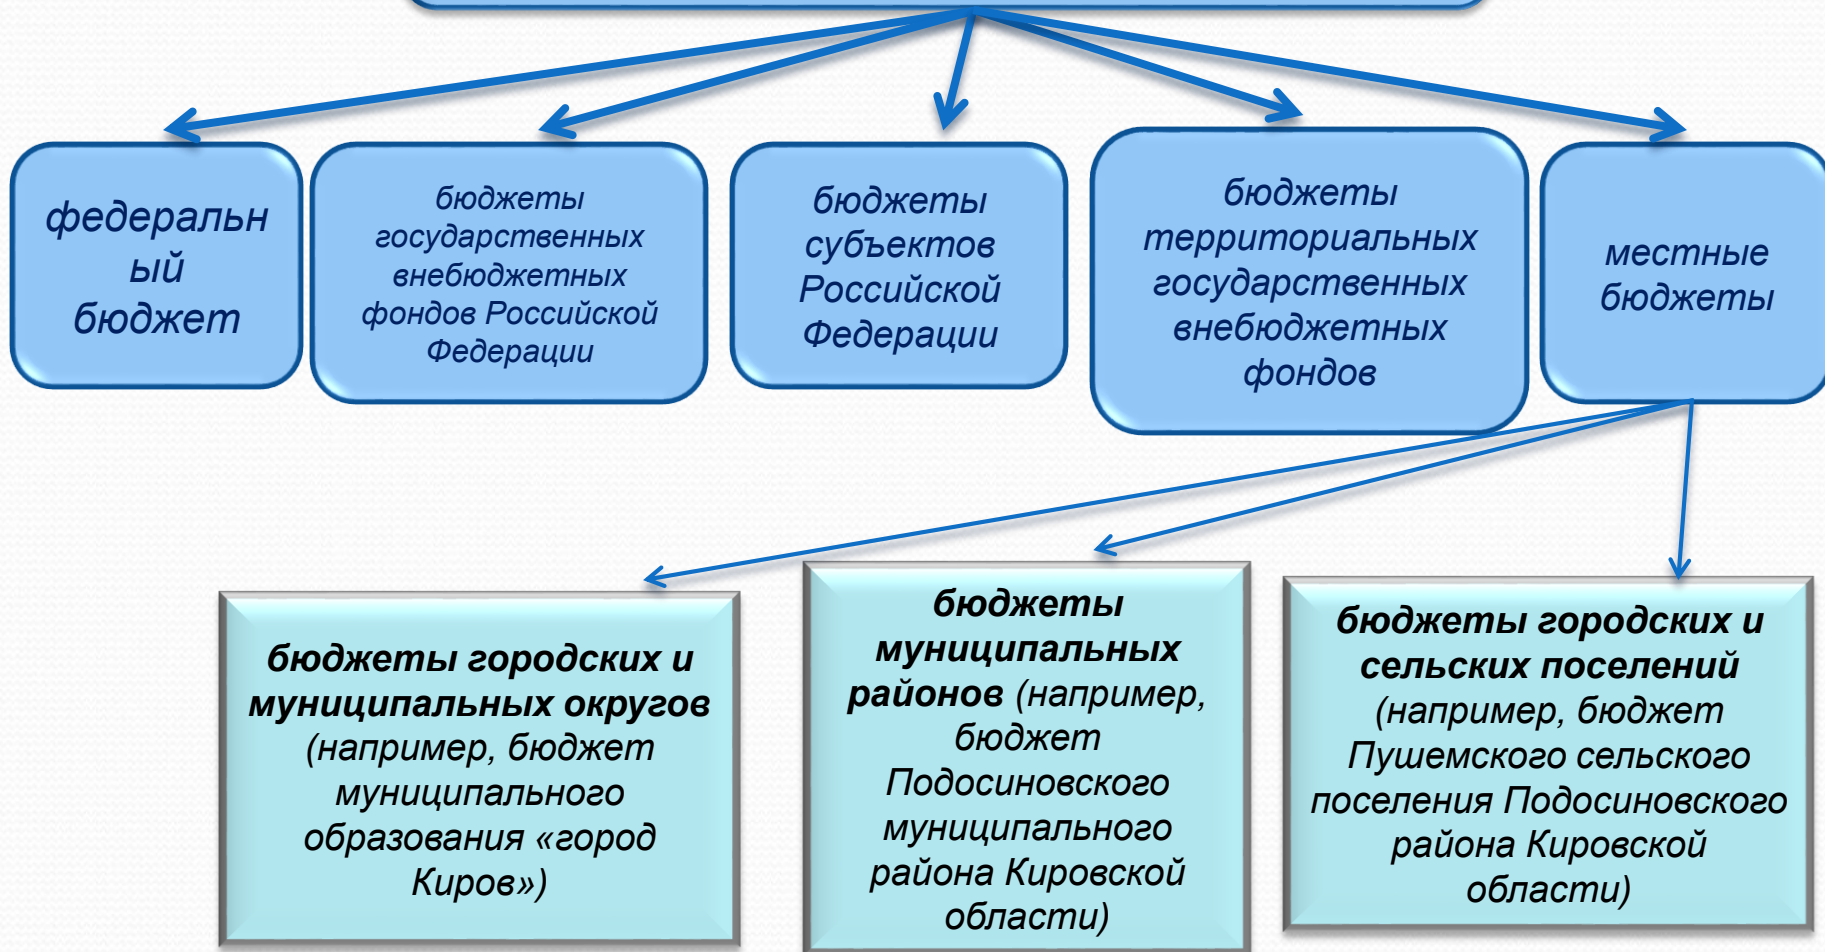 федеральн
ый
бюджет
бюджеты
государственных
внебюджетных
фондов Российской
Федерации
бюджеты
субъектов
Российской
Федерации
бюджеты
территориальных
государственных
внебюджетных
фондов
местные
бюджеты
бюджеты городских и
муниципальных округов
(например, бюджет
муниципального
образования «город
Киров»)
бюджеты
муниципальных
районов (например,
бюджет
Подосиновского
муниципального
района Кировской
области)
бюджеты городских и
сельских поселений
(например, бюджет
Пушемского сельского
поселения Подосиновского
района Кировской
области)